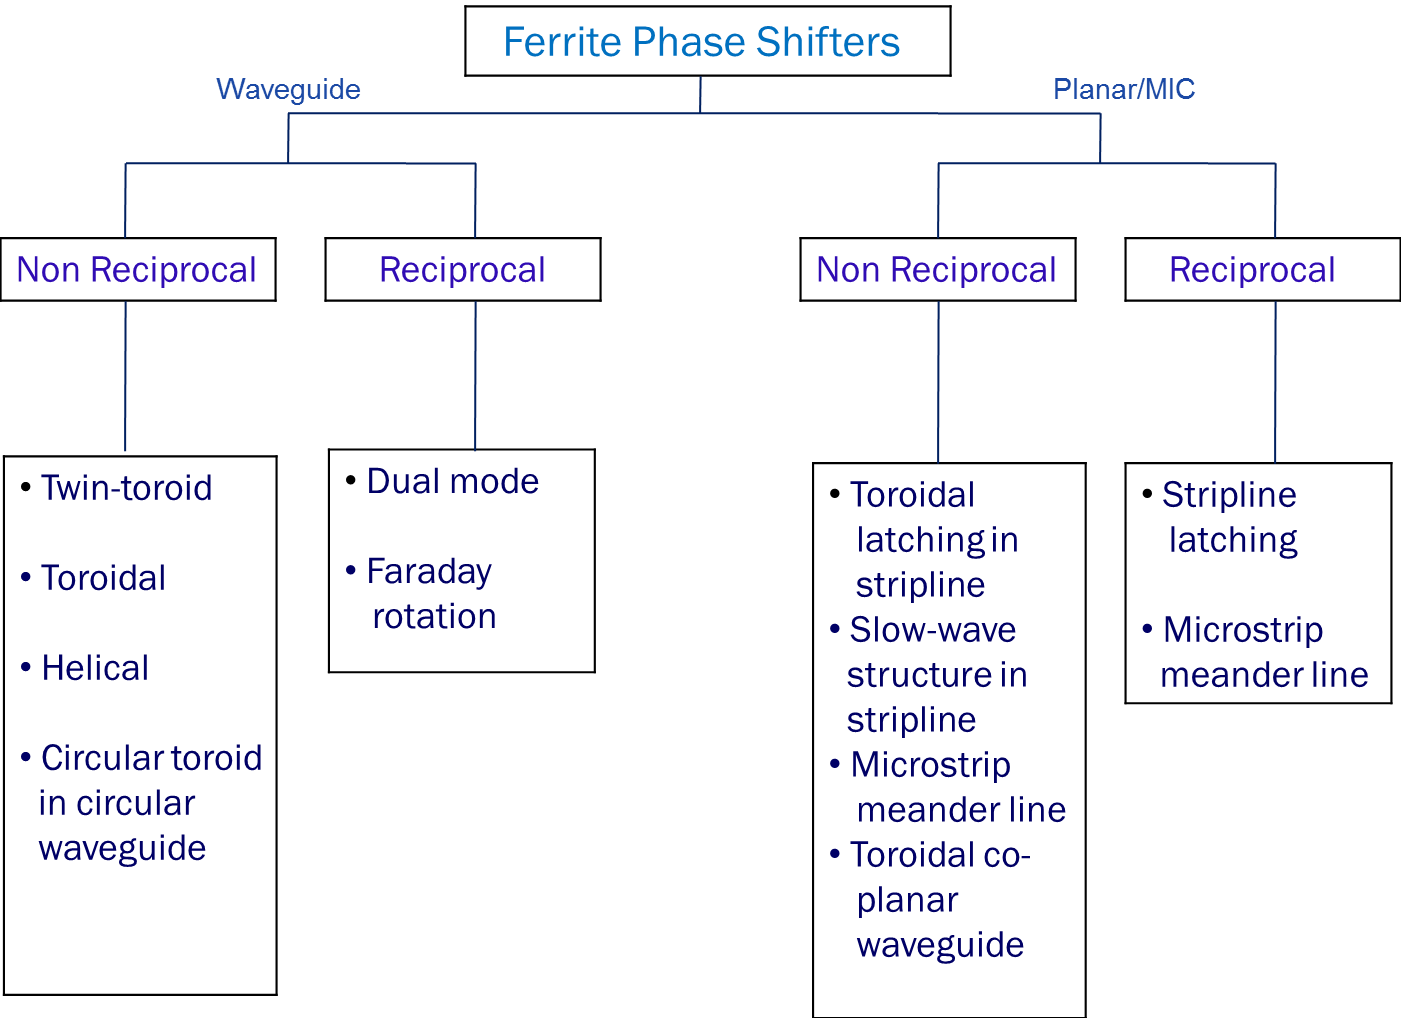 Ferrite Phase Shifters
Waveguide
Planar/MIC
Non Reciprocal
Reciprocal
Non Reciprocal
Reciprocal
• Twin-toroid
• Toroidal
• Helical
• Circular toroid
in circular
waveguide
• Dual mode
• Faraday
rotation
• Toroidal
latching in
stripline
• Slow-wave
structure in
stripline
• Microstrip
meander line
• Toroidal co-
planar
waveguide
• Stripline
latching
• Microstrip
meander line